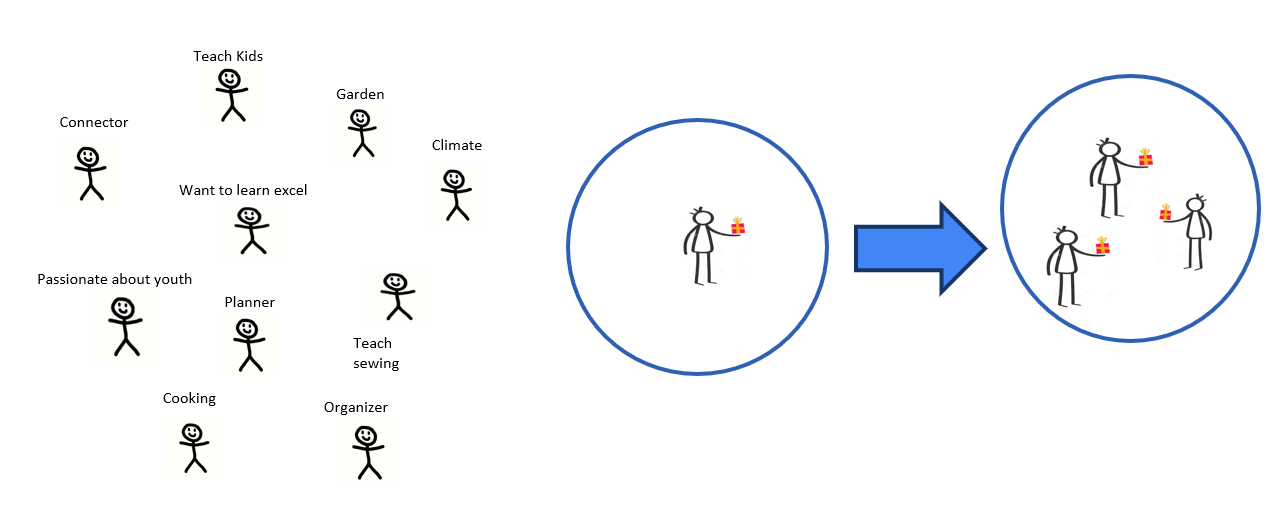 Teach Kids
Garden
Connector
Climate
Want to learn excel
Passionate about youth
Planner
Teach
sewing
Cooking
Organizer